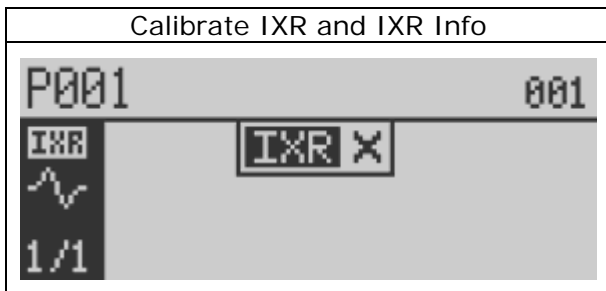 Calibrate IXR and IXR Info
P001 001
IXR IXR X
1/1